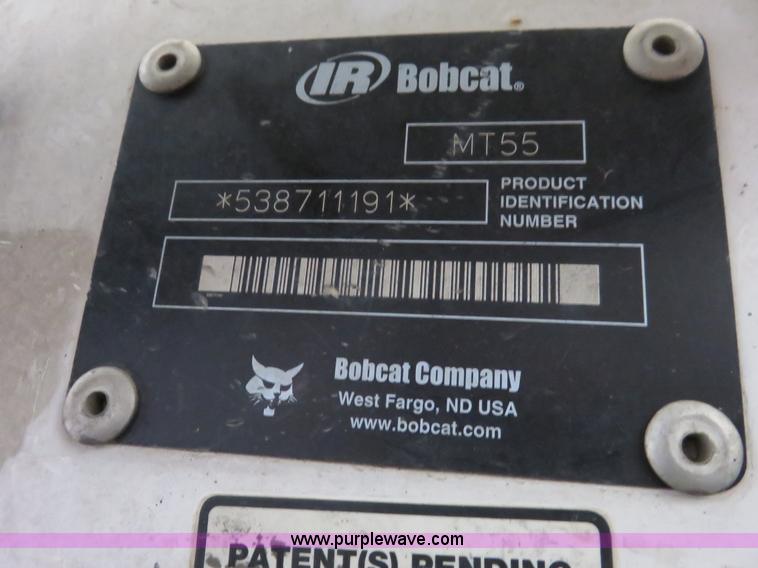 IR Bobcat®
MT55
*538711191*
PRODUCT
IDENTIFICATION
NUMBER
Bobcat Company
West Fargo, ND USA
www.bobcat.com
www.purplewave.com
PATENT(S) PENDING